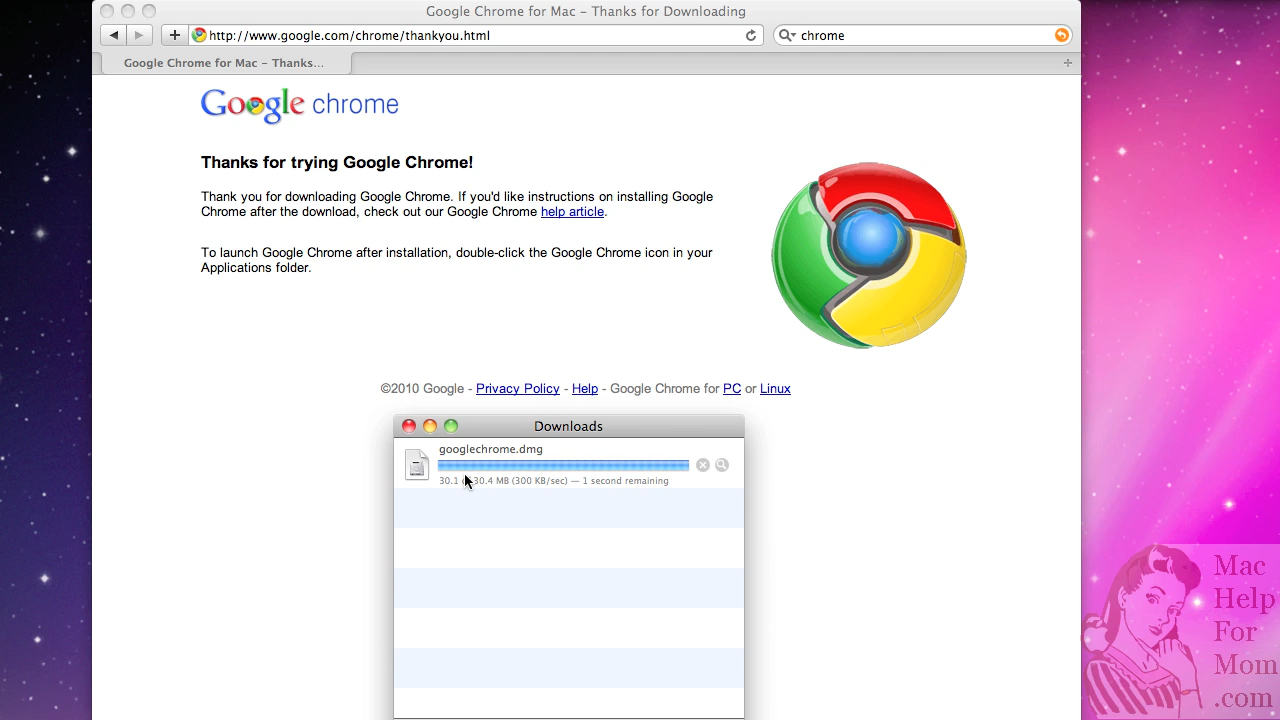 Google Chrome for Mac – Thanks for Downloading
http://www.google.com/chrome/thankyou.html
chrome
Google Chrome for Mac – Thanks...
Google chrome
Thanks for trying Google Chrome!
Thank you for downloading Google Chrome. If you'd like instructions on installing Google
Chrome after the download, check out our Google Chrome help article.
To launch Google Chrome after installation, double-click the Google Chrome icon in your
Applications folder.
©2010 Google - Privacy Policy - Help - Google Chrome for PC or Linux
Downloads
googlechrome.dmg
30.1 30.4 MB (300 KB/sec) — 1 second remaining
Mac
Help
For
Mom
.com